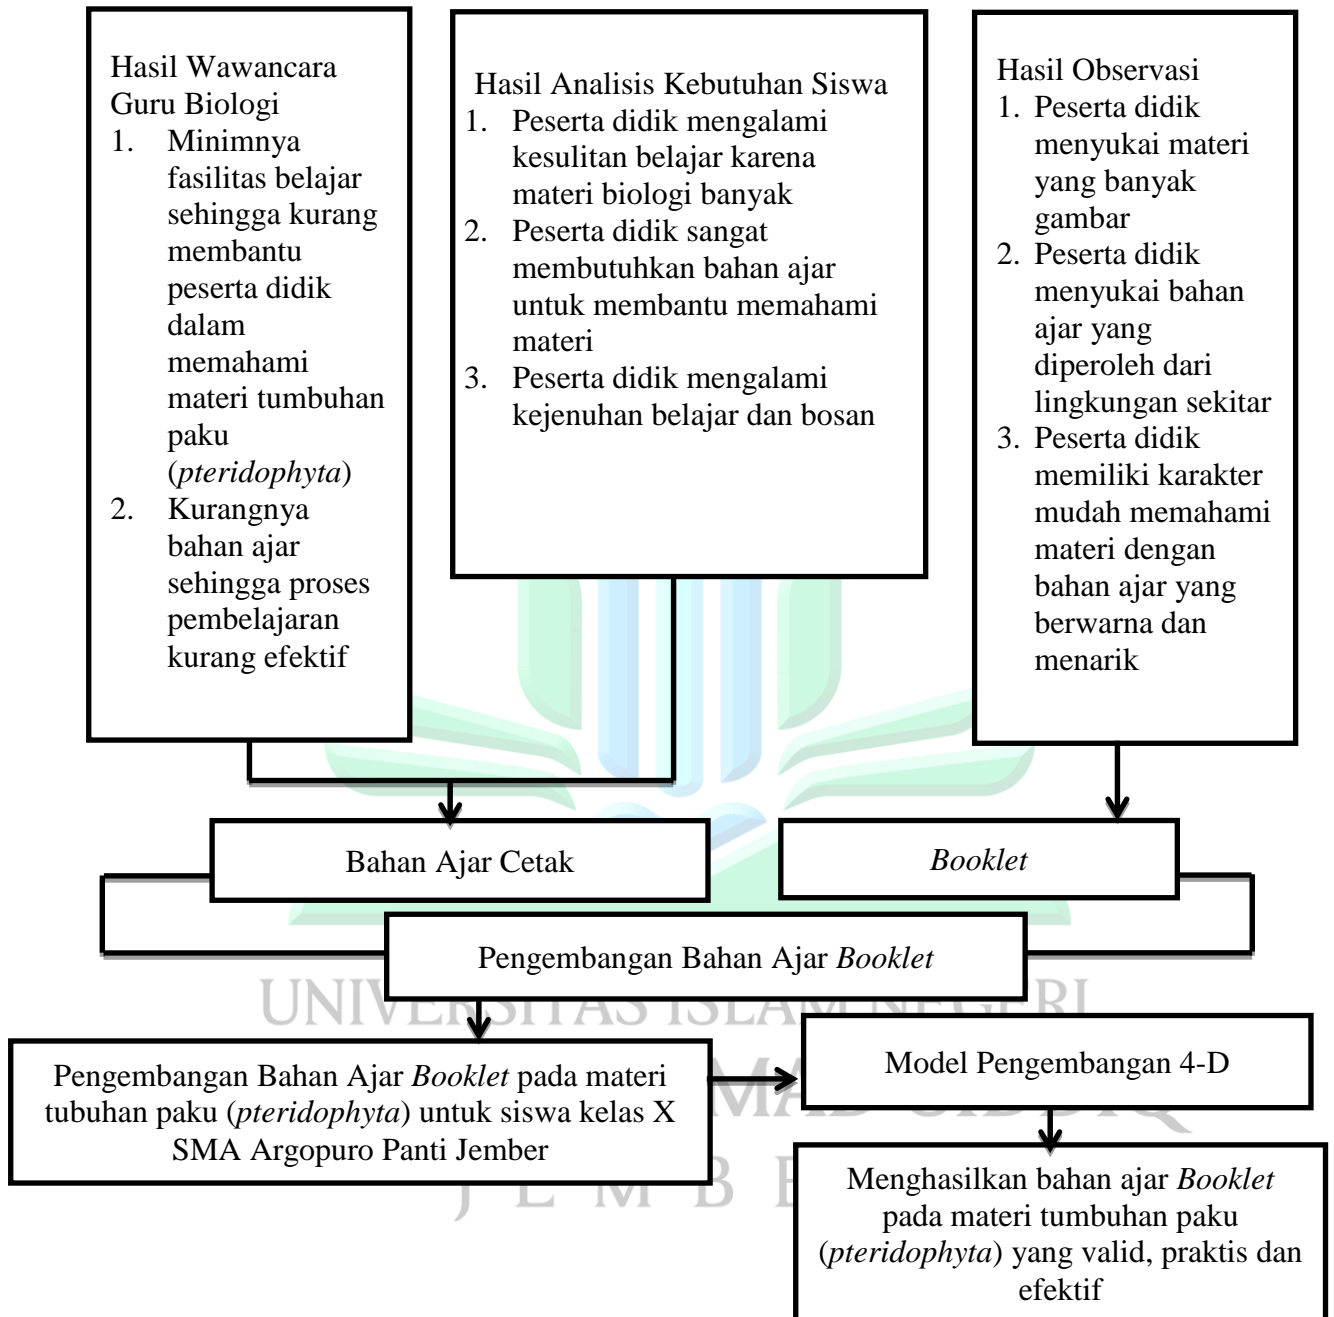 Hasil Wawancara
Guru Biologi
1. Minimnya
fasilitas belajar
sehingga kurang
membantu
peserta didik
dalam
memahami
materi tumbuhan
paku
(pteridophyta)
2. Kurangnya
bahan ajar
sehingga proses
pembelajaran
kurang efektif
Hasil Analisis Kebutuhan Siswa
1. Peserta didik mengalami
kesulitan belajar karena
materi biologi banyak
2. Peserta didik sangat
membutuhkan bahan ajar
untuk membantu memahami
materi
3. Peserta didik mengalami
kejenuhan belajar dan bosan
Hasil Observasi
1. Peserta didik
menyukai materi
yang banyak
gambar
2. Peserta didik
menyukai bahan
ajar yang
diperoleh dari
lingkungan sekitar
3. Peserta didik
memiliki karakter
mudah memahami
materi dengan
bahan ajar yang
berwarna dan
menarik
Bahan Ajar Cetak
Booklet
Pengembangan Bahan Ajar Booklet
UNIVERSITAS ISLAM NEGERI
Pengembangan Bahan Ajar Booklet pada materi
tubuhan paku (pteridophyta) untuk siswa kelas X
SMA Argopuro Panti Jember
Model Pengembangan 4-D
Menghasilkan bahan ajar Booklet
pada materi tumbuhan paku
(pteridophyta) yang valid, praktis dan
efektif